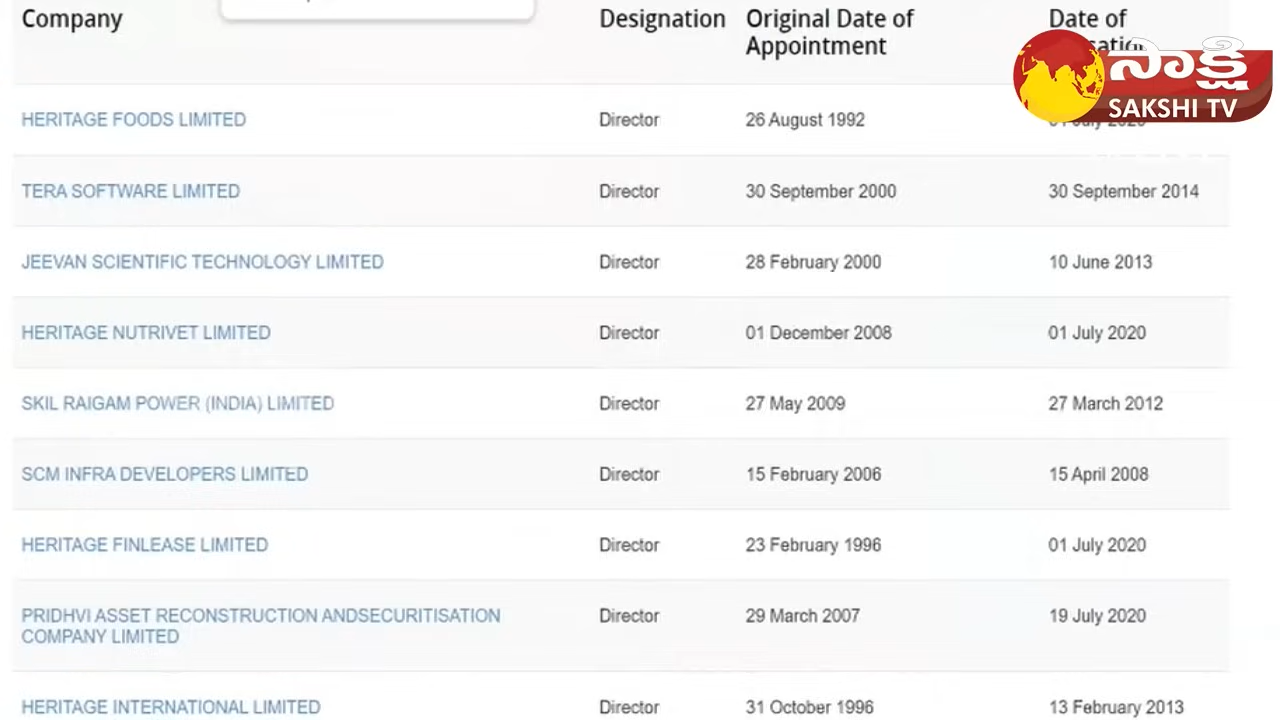 Company Designation Original Date of Appointment Date of
HERITAGE FOODS LIMITED Director 26 August 1992
TERA SOFTWARE LIMITED Director 30 September 2000 30 September 2014
JEEVAN SCIENTIFIC TECHNOLOGY LIMITED Director 28 February 2000 10 June 2013
HERITAGE NUTRIVET LIMITED Director 01 December 2008 01 July 2020
SKIL RAIGAM POWER (INDIA) LIMITED Director 27 May 2009 27 March 2012
SCM INFRA DEVELOPERS LIMITED Director 15 February 2006 15 April 2008
HERITAGE FINLEASE LIMITED Director 23 February 1996 01 July 2020
PRIDHVI ASSET RECONSTRUCTION ANDSECURITISATION Director 29 March 2007 19 July 2020
COMPANY LIMITED
HERITAGE INTERNATIONAL LIMITED Director 31 October 1996 13 February 2013
సాక్షి
SAKSHI TV